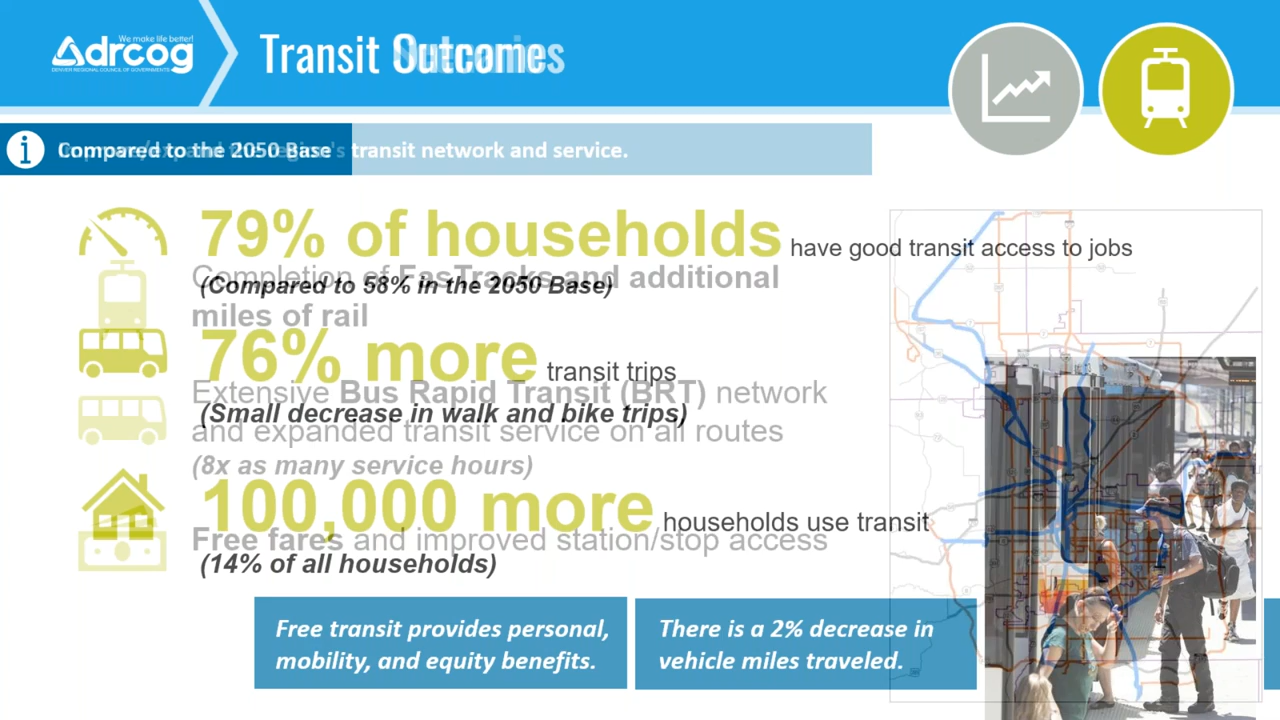 We make life better!
drcog
DENVER REGIONAL COUNCIL OF GOVERNMENTS
Transit Outcomes
Compared to the 2050 Base
transit network and service.
79% of households have good transit access to jobs
(Compared to 58% in the 2050 Base)
Completion of FasTracks and additional
miles of rail
76% more transit trips
(Small decrease in walk and bike trips)
Extensive Bus Rapid Transit (BRT) network
and expanded transit service on all routes
(8x as many service hours)
100,000 more households use transit
(14% of all households)
Free fares and improved station/stop access
Free transit provides personal,
mobility, and equity benefits.
There is a 2% decrease in
vehicle miles traveled.